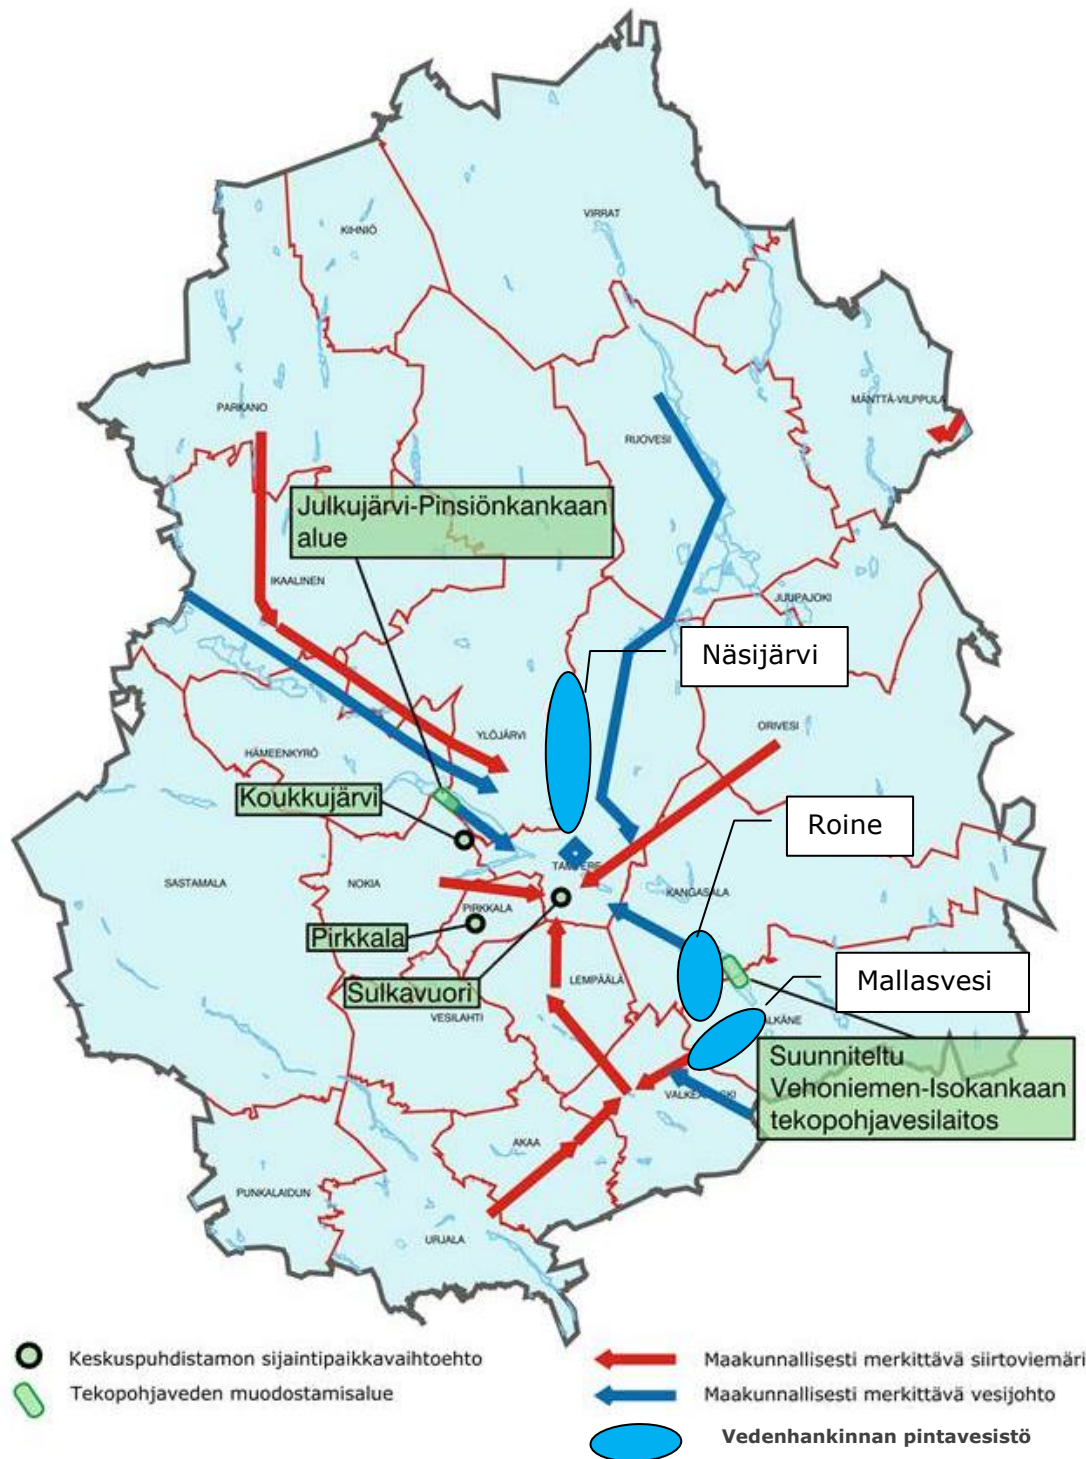 VIRRAT
KIHNIÖ
PARKANO
MÄNTTÄ-VILPPULA
RUOVESI
Julkujärvi-Pinsiönkankaan
alue
IKAALINEN
JUUPAJOKI
Näsijärvi
ORIVESI
YLÖJÄRVI
HÄMEENKYRÖ
Koukkujärvi
Roine
TAMPERE
SASTAMALA
NOKIA
KANGASALA
PIRKKALA
Pirkkala
Mallasvesi
LEMPÄÄLÄ
Sulkavuori
VESILAHTI
ÄLKÄNE
Suunniteltu
Vehoniemen-Isokankaan
tekopohjavesilaitos
AKAA
PUNKALAIDUN
URJALA
Keskuspuhdistamon sijaintipaikkavaihtoehto
Tekopohjaveden muodostamisalue
Maakunnallisesti merkittävä siirtoviemäri
Maakunnallisesti merkittävä vesijohto
Vedenhankinnan pintavesistö